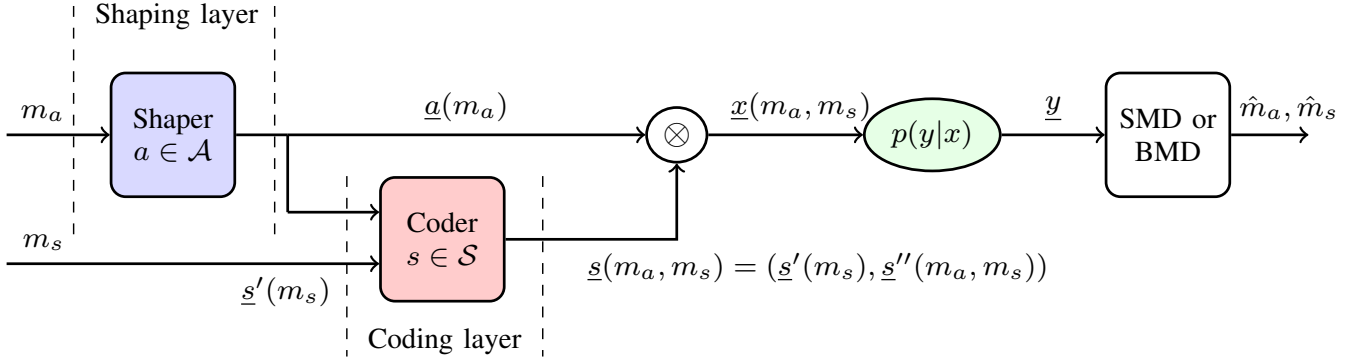 Shaping layer
m_a
Shaper
a ∈ 𝒜
a̲(m_a)
⊗
x̲(m_a, m_s)
p(y|x)
y̲
SMD or
BMD
m̂_a, m̂_s
m_s
s̲′(m_s)
Coder
s ∈ 𝒮
s̲(m_a, m_s) = (s̲′(m_s), s̲″(m_a, m_s))
Coding layer